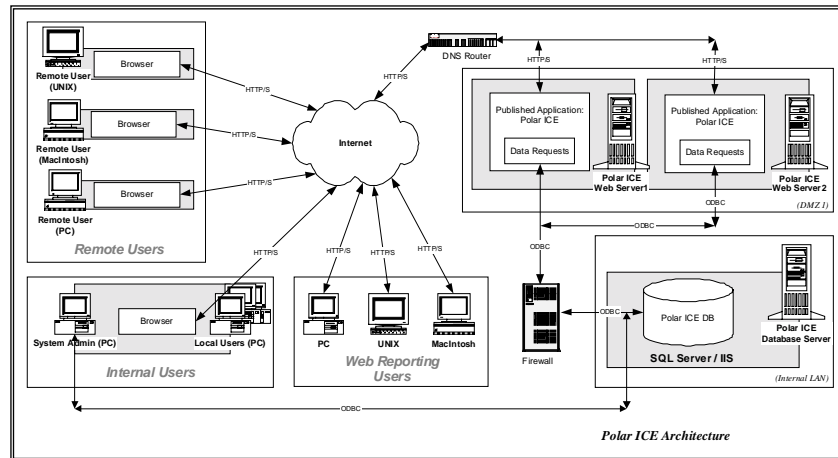 Browser
Remote User
(UNIX)
Browser
Remote User
(MacIntosh)
Browser
Remote User
(PC)
Remote Users
HTTP/S
HTTP/S
HTTP/S
HTTP/S
HTTP/S
Internet
DNS Router
HTTP/S
HTTP/S
Published Application:
Polar ICE
Data Requests
Polar ICE
Web Server1
Published Application:
Polar ICE
Data Requests
Polar ICE
Web Server2
(DMZ 1)
ODBC
ODBC
ODBC
System Admin (PC)
Browser
Local Users (PC)
Internal Users
HTTP/S
HTTP/S
HTTP/S
PC
UNIX
MacIntosh
Web Reporting
Users
Firewall
ODBC
Polar ICE DB
SQL Server / IIS
Polar ICE
Database Server
(Internal LAN)
ODBC
Polar ICE Architecture